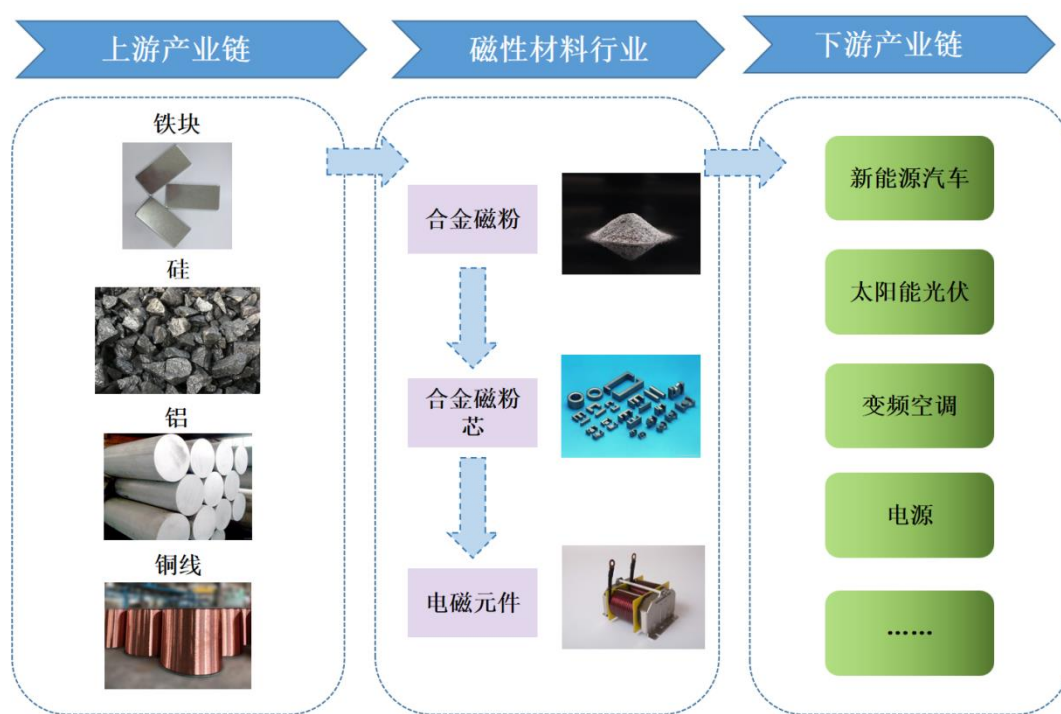 上游产业链
磁性材料行业
下游产业链
铁块
硅
铝
铜线
合金磁粉
合金磁粉
芯
电磁元件
新能源汽车
太阳能光伏
变频空调
电源
……